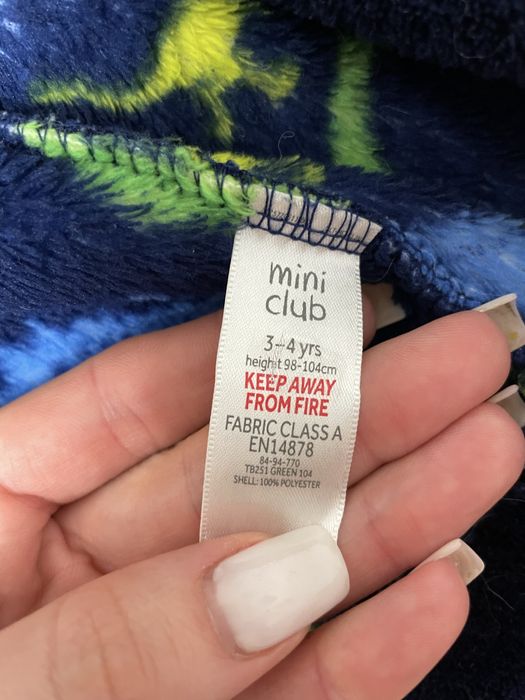 mini
club
3-4 yrs
height 98-104cm
KEEP AWAY
FROM FIRE
FABRIC CLASS A
EN14878
84-94-770
TB251 GREEN 104
SHELL: 100% POLYESTER